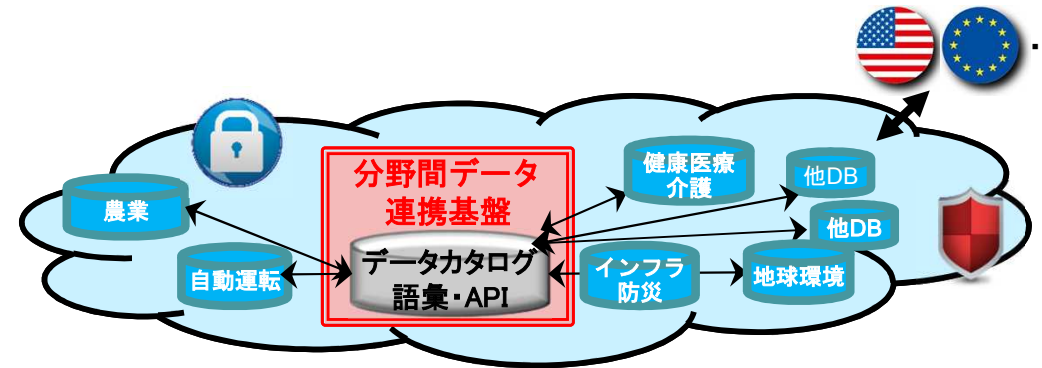 分野間データ
連携基盤
データカタログ
語彙・API
農業
自動運転
健康医療
介護
他DB
他DB
インフラ
防災
地球環境